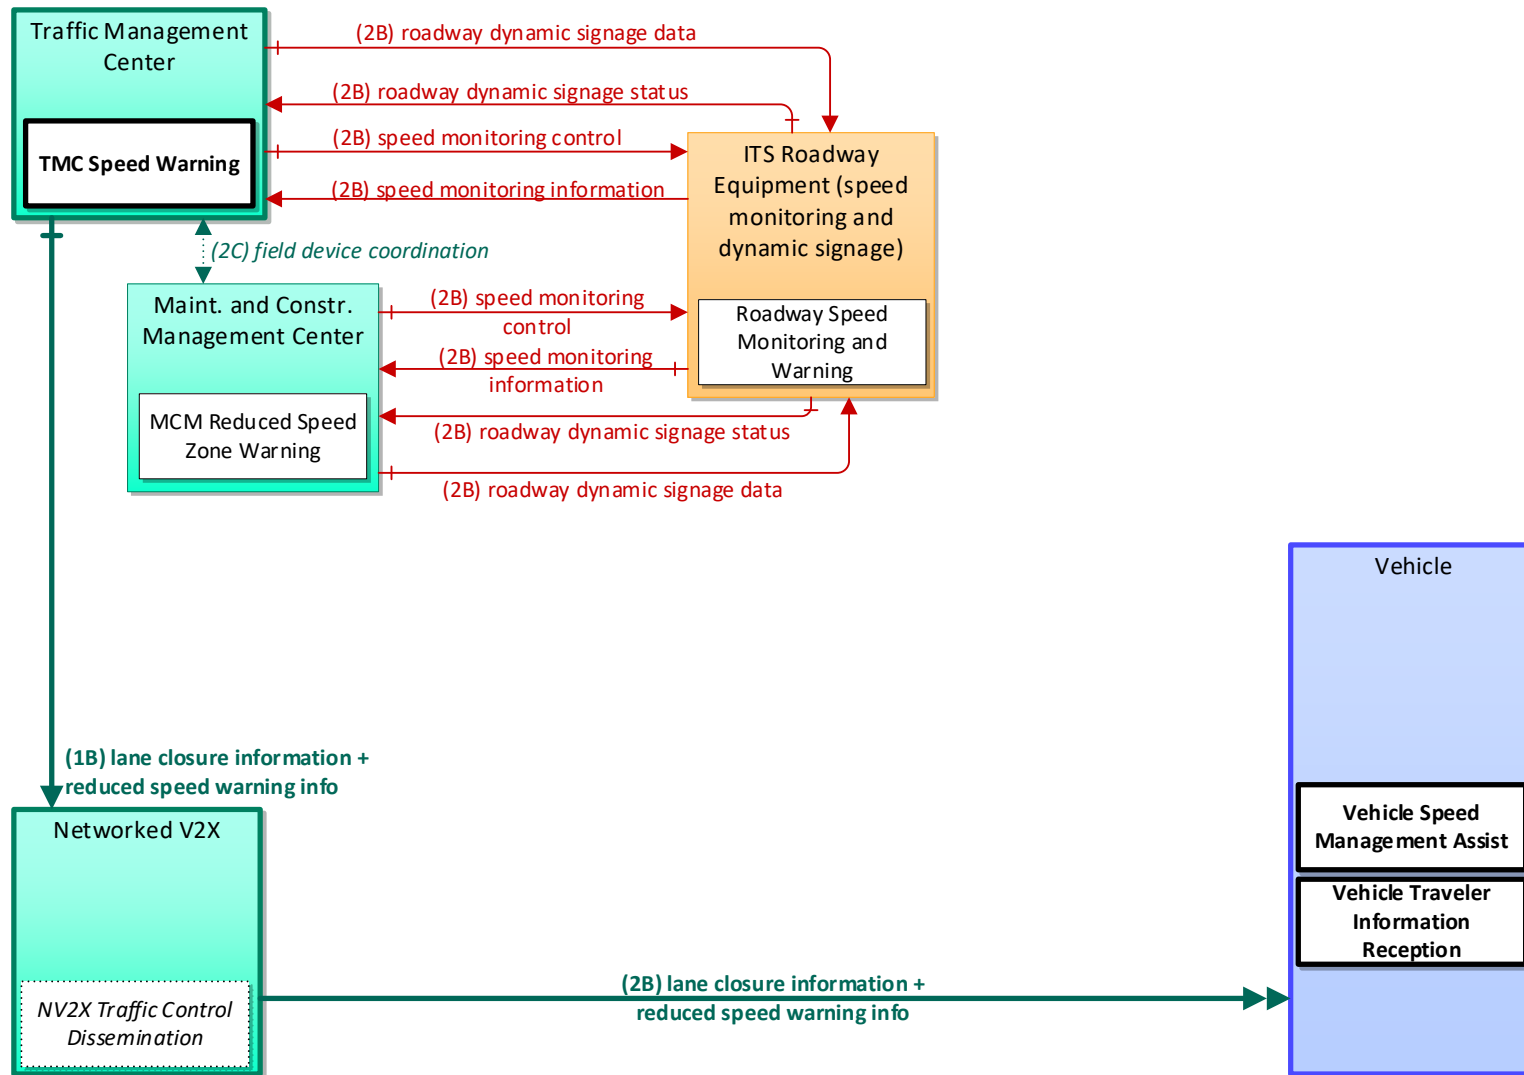 Traffic Management
Center
TMC Speed Warning
(2B) roadway dynamic signage data
(2B) roadway dynamic signage status
(2B) speed monitoring control
(2B) speed monitoring information
ITS Roadway
Equipment (speed
monitoring and
dynamic signage)
Roadway Speed
Monitoring and
Warning
(2C) field device coordination
Maint. and Constr.
Management Center
MCM Reduced Speed
Zone Warning
(2B) speed monitoring
control
(2B) speed monitoring
information
(2B) roadway dynamic signage status
(2B) roadway dynamic signage data
Vehicle
Vehicle Speed
Management Assist
Vehicle Traveler
Information
Reception
(1B) lane closure information +
reduced speed warning info
Networked V2X
NV2X Traffic Control
Dissemination
(2B) lane closure information +
reduced speed warning info